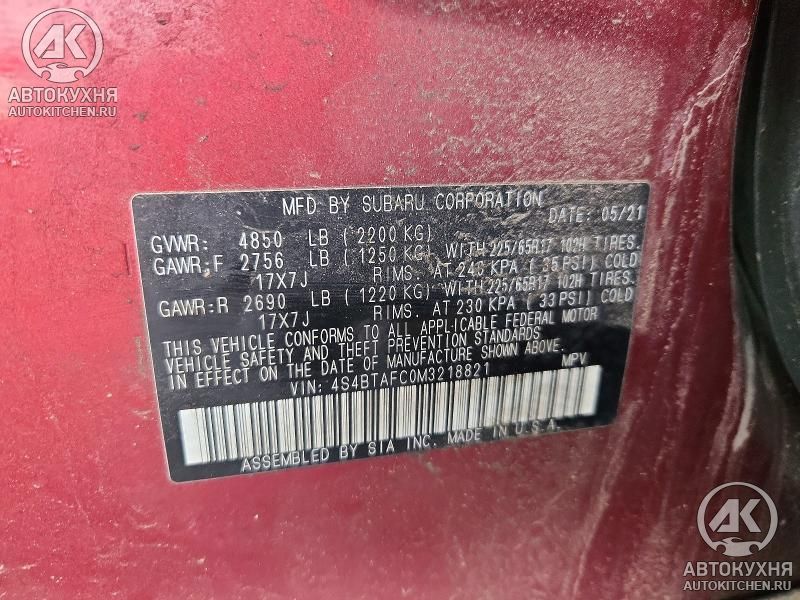 АК
АВТОКУХНЯ
AUTOKITCHEN.RU
MFD BY SUBARU CORPORATION DATE: 05/21
GVWR: 4850 LB ( 2200 KG)
GAWR:F 2756 LB ( 1250 KG) WITH 225/65R17 102H TIRES.
17X7J RIMS. AT 240 KPA ( 35 PSI) COLD
GAWR:R 2690 LB ( 1220 KG) WITH 225/65R17 102H TIRES.
17X7J RIMS. AT 230 KPA ( 33 PSI) COLD
THIS VEHICLE CONFORMS TO ALL APPLICABLE FEDERAL MOTOR
VEHICLE SAFETY AND THEFT PREVENTION STANDARDS
IN EFFECT ON THE DATE OF MANUFACTURE SHOWN ABOVE.
VIN: 4S4BTAFC0M3218821 MPV
ASSEMBLED BY SIA INC. MADE IN U.S.A.
АК
АВТОКУХНЯ
AUTOKITCHEN.RU